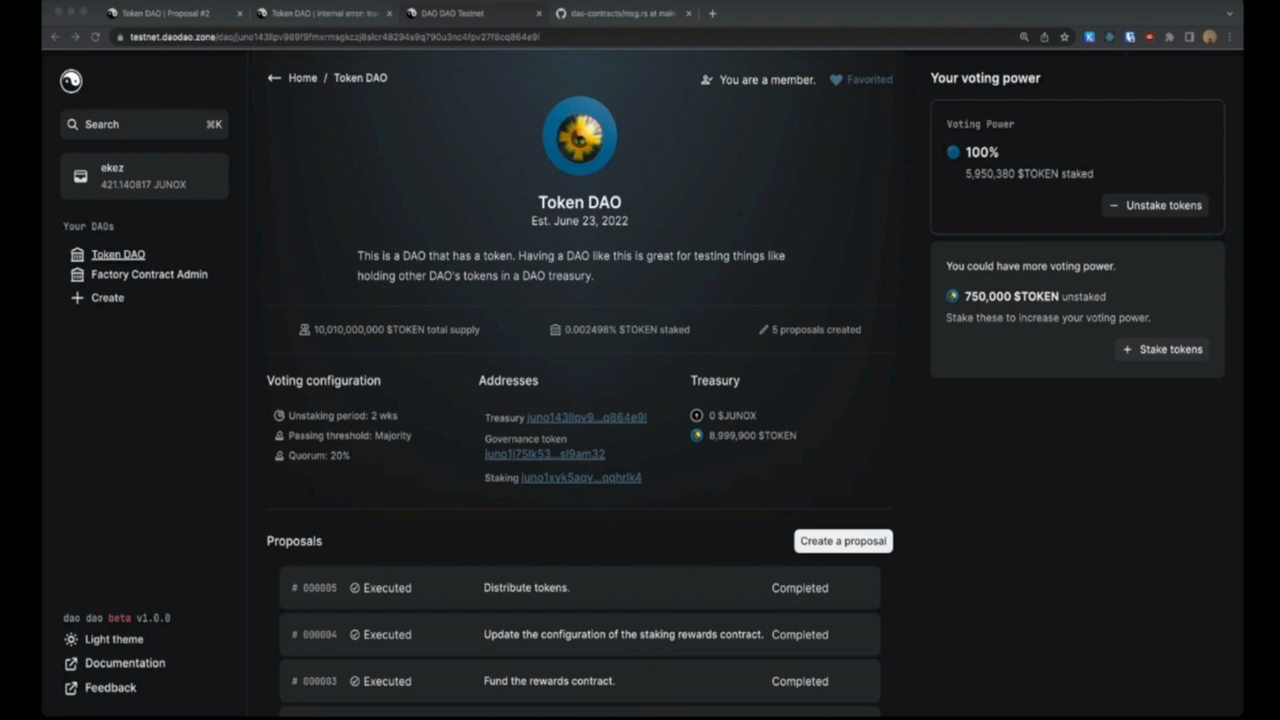 Token DAO | Proposal #2
Token DAO | Internal error: tra
DAO DAO Testnet
dao-contracts/msg.rs at main
Search ⌘K
ekez
421.140817 JUNOX
Your DAOs
Token DAO
Factory Contract Admin
Create
dao dao beta v1.0.0
Light theme
Documentation
Feedback
Home / Token DAO
You are a member.
Favorited
Token DAO
Est. June 23, 2022
This is a DAO that has a token. Having a DAO like this is great for testing things like
holding other DAO's tokens in a DAO treasury.
10,010,000,000 $TOKEN total supply
0.002498% $TOKEN staked
5 proposals created
Voting configuration
Unstaking period: 2 wks
Passing threshold: Majority
Quorum: 20%
Addresses
Treasury juno143llpv9...q864e9l
Governance token
juno1j75lk53...sl9am32
Staking juno1xvk5aqv...qqhrlk4
Treasury
0 $JUNOX
8,999,900 $TOKEN
Proposals
Create a proposal
# 000005 Executed Distribute tokens. Completed
# 000004 Executed Update the configuration of the staking rewards contract. Completed
# 000003 Executed Fund the rewards contract. Completed
Your voting power
Voting Power
100%
5,950,380 $TOKEN staked
Unstake tokens
You could have more voting power.
750,000 $TOKEN unstaked
Stake these to increase your voting power.
Stake tokens